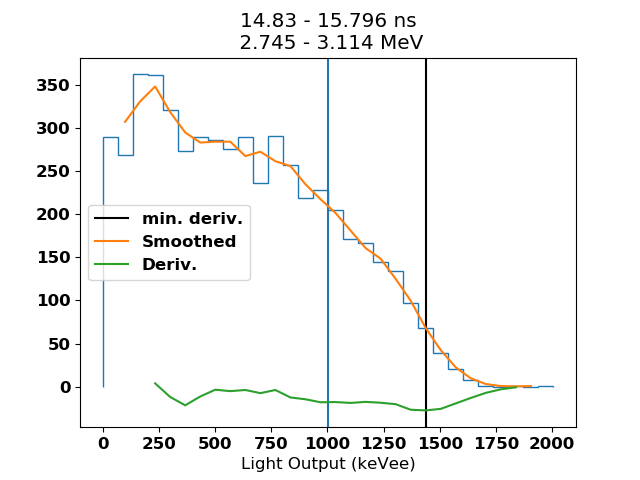 14.83 - 15.796 ns
2.745 - 3.114 MeV
350
300
250
200
150
100
50
0
min. deriv.
Smoothed
Deriv.
0 250 500 750 1000 1250 1500 1750 2000
Light Output (keVee)